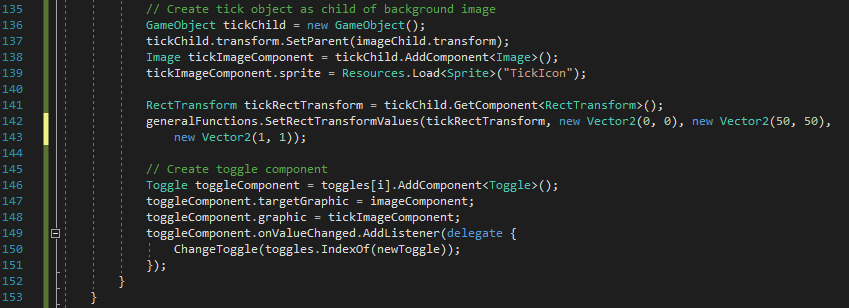 135 // Create tick object as child of background image
136 GameObject tickChild = new GameObject();
137 tickChild.transform.SetParent(imageChild.transform);
138 Image tickImageComponent = tickChild.AddComponent<Image>();
139 tickImageComponent.sprite = Resources.Load<Sprite>("TickIcon");
140
141 RectTransform tickRectTransform = tickChild.GetComponent<RectTransform>();
142 generalFunctions.SetRectTransformValues(tickRectTransform, new Vector2(0, 0), new Vector2(50, 50),
143 new Vector2(1, 1));
144
145 // Create toggle component
146 Toggle toggleComponent = toggles[i].AddComponent<Toggle>();
147 toggleComponent.targetGraphic = imageComponent;
148 toggleComponent.graphic = tickImageComponent;
149 toggleComponent.onValueChanged.AddListener(delegate {
150 ChangeToggle(toggles.IndexOf(newToggle));
151 });
152 }
153 }